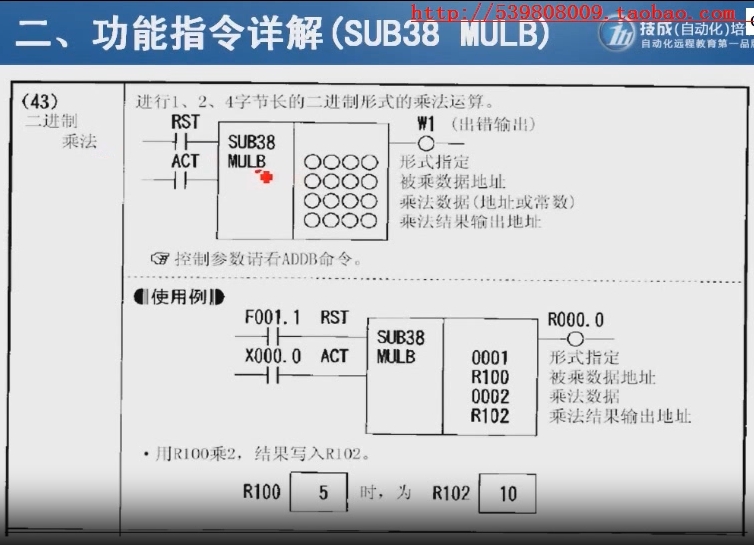 http://539808009.taobao.com/
二、功能指令详解(SUB38 MULB)
技成(自动化)培
自动化远程教育第一品
(43)
二进制
乘法
进行1、2、4字节长的二进制形式的乘法运算。
RST
ACT
SUB38
MULB
○○○○
○○○○
○○○○
○○○○
W1 (出错输出)
形式指定
被乘数据地址
乘法数据(地址或常数)
乘法结果输出地址
☞ 控制参数请看ADDB命令。
使用例
F001.1 RST
X000.0 ACT
SUB38
MULB
0001
R100
0002
R102
R000.0
形式指定
被乘数据地址
乘法数据
乘法结果输出地址
·用R100乘2，结果写入R102。
R100 5 时，为 R102 10